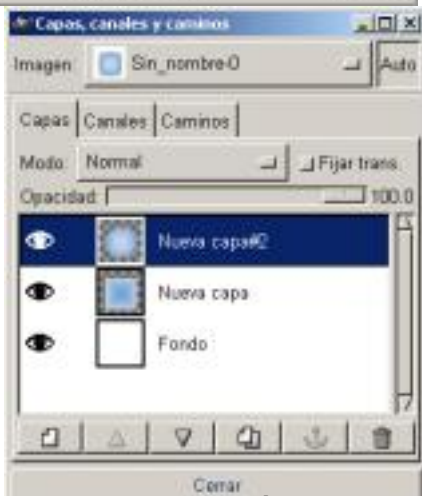 Capas, canales y caminos
Imagen: Sin_nombre-0 Auto
Capas Canales Caminos
Modo: Normal Fijar trans.
Opacidad: 100.0
Nueva capa#2
Nueva capa
Fondo
Cerrar